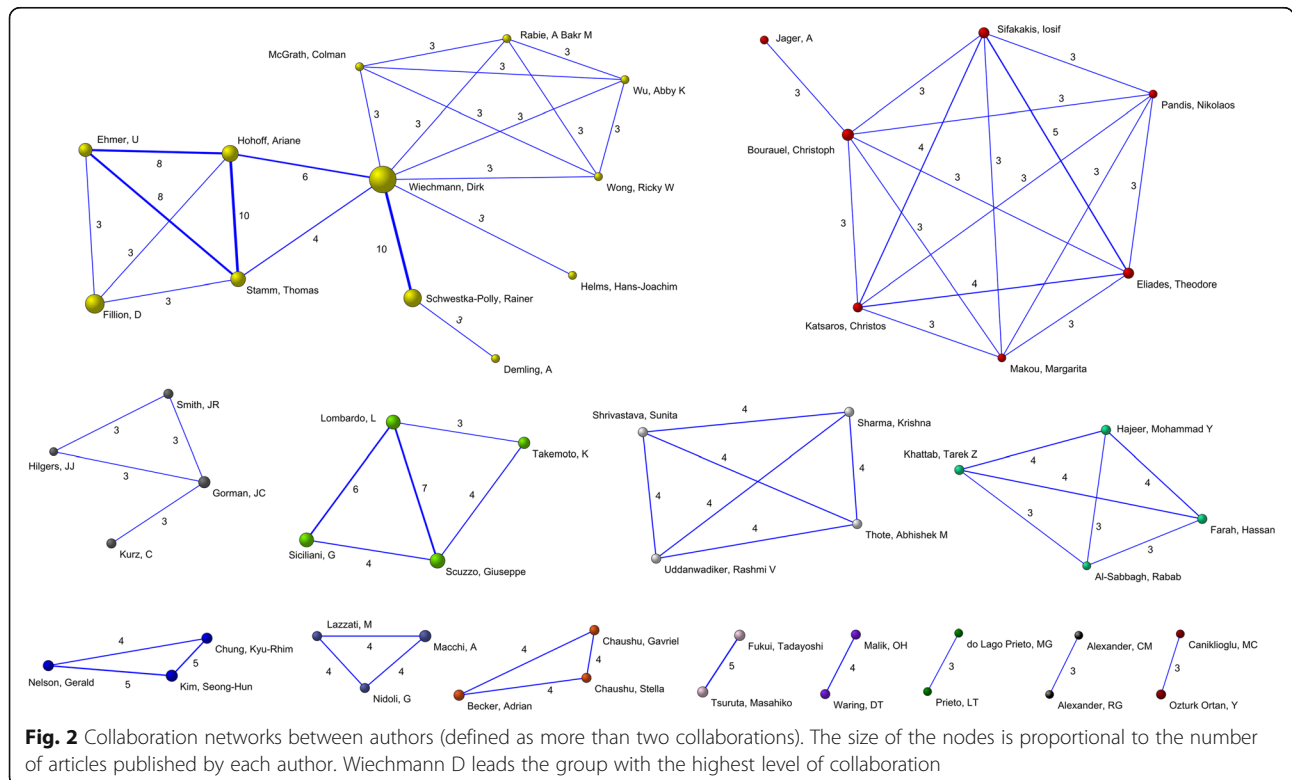 Rabie, A Bakr M
McGrath, Colman
3
3
3
3
Wu, Abby K
3
3
3
3
3
3
Wong, Ricky W
Ehmer, U
Hohoff, Ariane
8
6
Wiechmann, Dirk
8
3
3
10
3
4
10
3
Stamm, Thomas
3
Fillion, D
Schwestka-Polly, Rainer
Helms, Hans-Joachim
3
Demling, A
Jager, A
Sifakakis, Iosif
3
3
3
Pandis, Nikolaos
3
5
Bourauel, Christoph
4
3
3
3
3
3
3
3
Eliades, Theodore
4
Katsaros, Christos
3
3
Makou, Margarita
Smith, JR
3
3
Hilgers, JJ
3
Gorman, JC
3
Kurz, C
Lombardo, L
3
Takemoto, K
6
7
4
Siciliani, G
4
Scuzzo, Giuseppe
Shrivastava, Sunita
4
Sharma, Krishna
4
4
4
4
4
Thote, Abhishek M
Uddanwadiker, Rashmi V
Hajeer, Mohammad Y
Khattab, Tarek Z
4
4
4
3
3
Farah, Hassan
3
Al-Sabbagh, Rabab
4
Chung, Kyu-Rhim
5
Nelson, Gerald
5
Kim, Seong-Hun
Lazzati, M
4
Macchi, A
4
4
Nidoli, G
Chaushu, Gavriel
4
4
4
Chaushu, Stella
Becker, Adrian
Fukui, Tadayoshi
5
Tsuruta, Masahiko
Malik, OH
4
Waring, DT
do Lago Prieto, MG
3
Prieto, LT
Alexander, CM
3
Alexander, RG
Caniklioglu, MC
3
Ozturk Ortan, Y
Fig. 2 Collaboration networks between authors (defined as more than two collaborations). The size of the nodes is proportional to the number
of articles published by each author. Wiechmann D leads the group with the highest level of collaboration